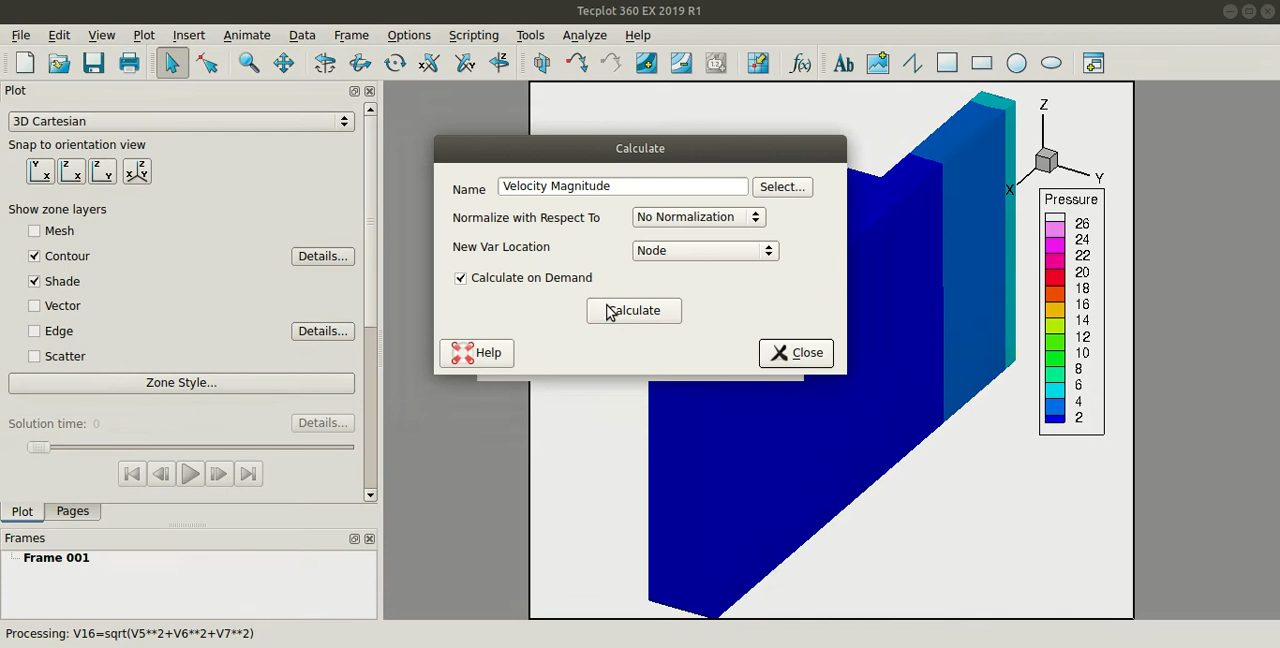 Tecplot 360 EX 2019 R1
File Edit View Plot Insert Animate Data Frame Options Scripting Tools Analyze Help
Plot
3D Cartesian
Snap to orientation view
Y X Z X Z Y Z X Y
Show zone layers
Mesh
Contour Details...
Shade
Vector
Edge Details...
Scatter
Zone Style...
Solution time: 0 Details...
Plot Pages
Frames
Frame 001
Processing: V16=sqrt(V5**2+V6**2+V7**2)
Calculate
Name Velocity Magnitude Select...
Normalize with Respect To No Normalization
New Var Location Node
Calculate on Demand
Calculate
Help Close
Z
X Y
Pressure
26
24
22
20
18
16
14
12
10
8
6
4
2